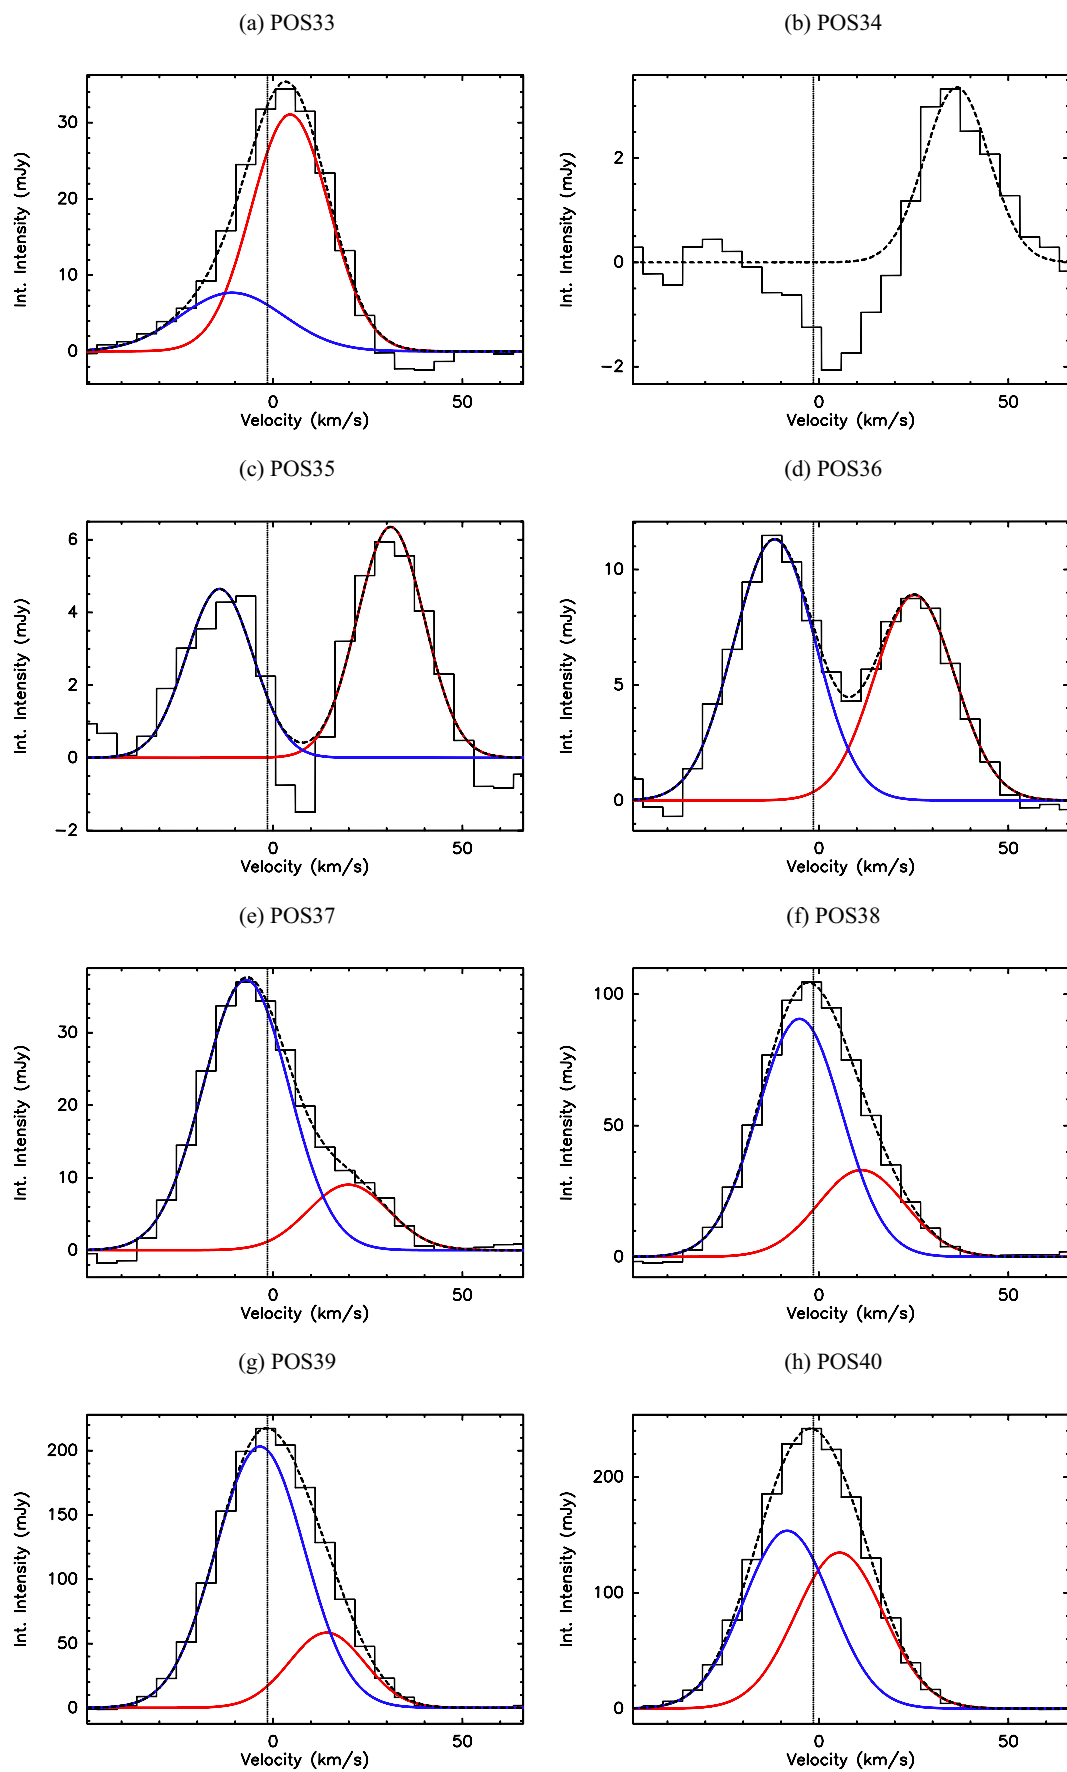 (a) POS33
(b) POS34
30
20
10
0
Int. Intensity (mJy)
0
50
Velocity (km/s)
2
0
−2
Int. Intensity (mJy)
0
50
Velocity (km/s)
(c) POS35
(d) POS36
6
4
2
0
−2
Int. Intensity (mJy)
0
50
Velocity (km/s)
10
5
0
Int. Intensity (mJy)
0
50
Velocity (km/s)
(e) POS37
(f) POS38
30
20
10
0
Int. Intensity (mJy)
0
50
Velocity (km/s)
100
50
0
Int. Intensity (mJy)
0
50
Velocity (km/s)
(g) POS39
(h) POS40
200
150
100
50
0
Int. Intensity (mJy)
0
50
Velocity (km/s)
200
100
0
Int. Intensity (mJy)
0
50
Velocity (km/s)